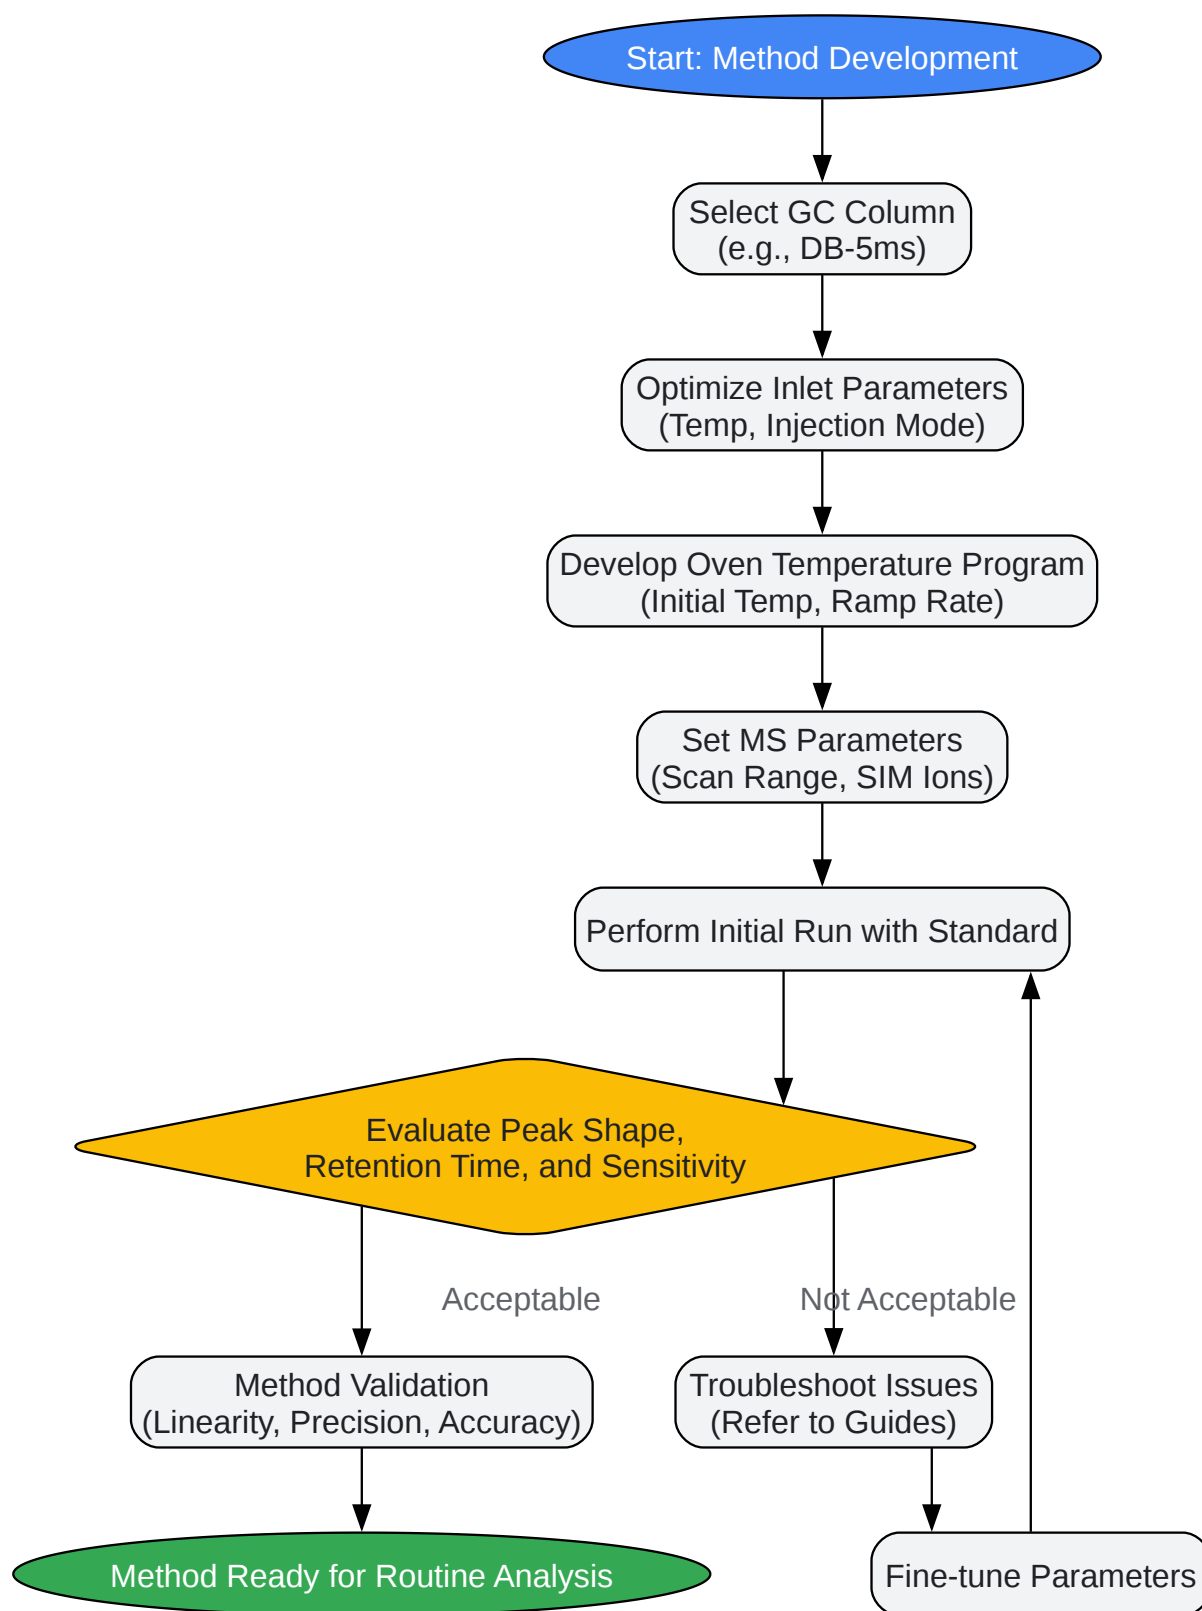 Start: Method Development
Select GC Column
(e.g., DB-5ms)
Optimize Inlet Parameters
(Temp, Injection Mode)
Develop Oven Temperature Program
(Initial Temp, Ramp Rate)
Set MS Parameters
(Scan Range, SIM Ions)
Perform Initial Run with Standard
Evaluate Peak Shape,
Retention Time, and Sensitivity
Acceptable
Not Acceptable
Method Validation
(Linearity, Precision, Accuracy)
Troubleshoot Issues
(Refer to Guides)
Method Ready for Routine Analysis
Fine-tune Parameters